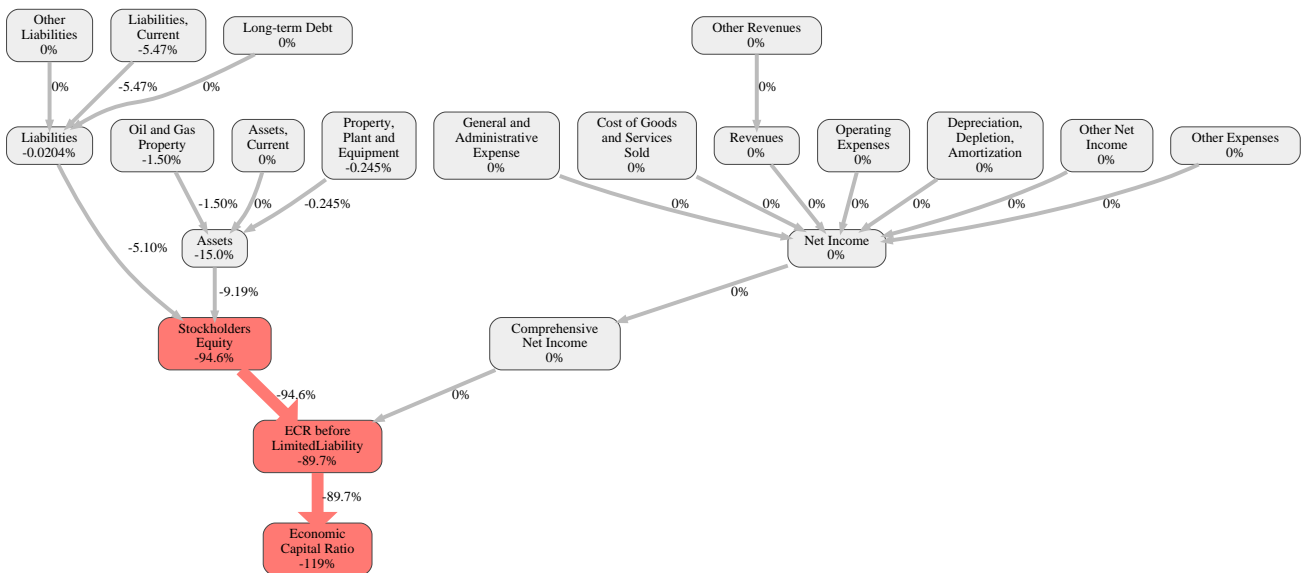 Other
Liabilities
0%
Liabilities,
Current
-5.47%
Long-term Debt
0%
Other Revenues
0%
0%
-5.47%
0%
0%
Liabilities
-0.0204%
Oil and Gas
Property
-1.50%
Assets,
Current
0%
Property,
Plant and
Equipment
-0.245%
General and
Administrative
Expense
0%
Cost of Goods
and Services
Sold
0%
Revenues
0%
Operating
Expenses
0%
Depreciation,
Depletion,
Amortization
0%
Other Net
Income
0%
Other Expenses
0%
-1.50%
0%
-0.245%
0%
0%
0%
0%
0%
0%
0%
-5.10%
Assets
-15.0%
Net Income
0%
-9.19%
0%
Stockholders
Equity
-94.6%
Comprehensive
Net Income
0%
-94.6%
0%
ECR before
LimitedLiability
-89.7%
-89.7%
Economic
Capital Ratio
-119%